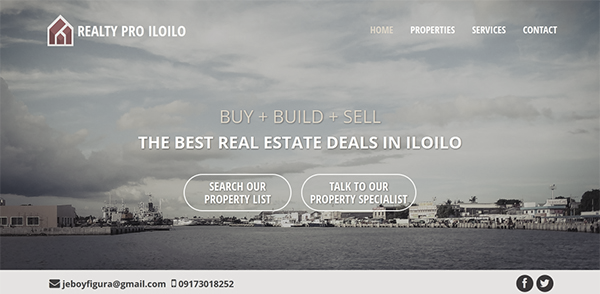 REALTY PRO ILOILO
HOME PROPERTIES SERVICES CONTACT
BUY + BUILD + SELL
THE BEST REAL ESTATE DEALS IN ILOILO
SEARCH OUR
PROPERTY LIST
TALK TO OUR
PROPERTY SPECIALIST
jeboyfigura@gmail.com 09173018252